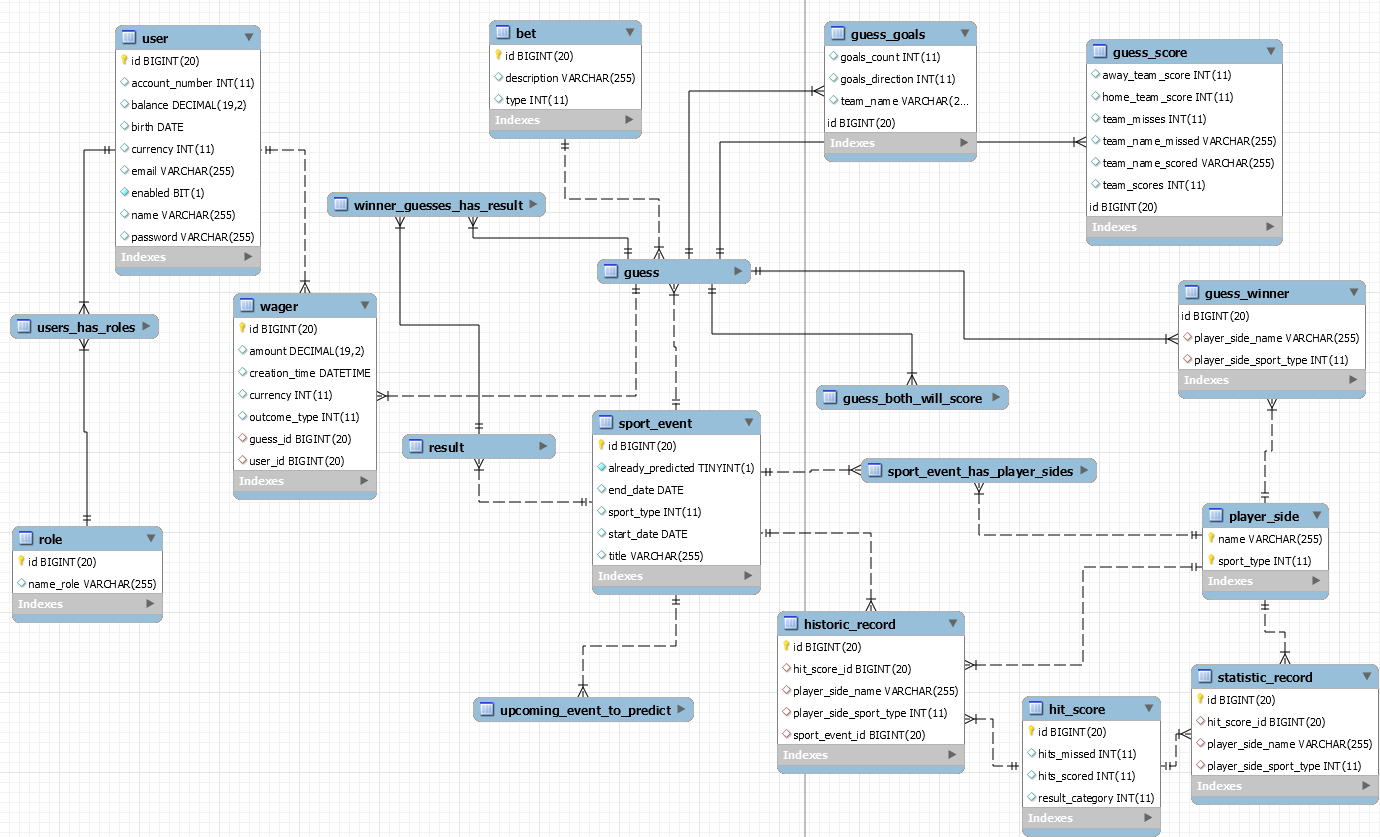 user
id BIGINT(20)
account_number INT(11)
balance DECIMAL(19,2)
birth DATE
currency INT(11)
email VARCHAR(255)
enabled BIT(1)
name VARCHAR(255)
password VARCHAR(255)
Indexes
bet
id BIGINT(20)
description VARCHAR(255)
type INT(11)
Indexes
guess_goals
goals_count INT(11)
goals_direction INT(11)
team_name VARCHAR(2...
id BIGINT(20)
Indexes
guess_score
away_team_score INT(11)
home_team_score INT(11)
team_misses INT(11)
team_name_missed VARCHAR(255)
team_name_scored VARCHAR(255)
team_scores INT(11)
id BIGINT(20)
Indexes
winner_guesses_has_result
guess
guess_winner
id BIGINT(20)
player_side_name VARCHAR(255)
player_side_sport_type INT(11)
Indexes
users_has_roles
wager
id BIGINT(20)
amount DECIMAL(19,2)
creation_time DATETIME
currency INT(11)
outcome_type INT(11)
guess_id BIGINT(20)
user_id BIGINT(20)
Indexes
guess_both_will_score
result
sport_event
id BIGINT(20)
already_predicted TINYINT(1)
end_date DATE
sport_type INT(11)
start_date DATE
title VARCHAR(255)
Indexes
sport_event_has_player_sides
player_side
name VARCHAR(255)
sport_type INT(11)
Indexes
role
id BIGINT(20)
name_role VARCHAR(255)
Indexes
historic_record
id BIGINT(20)
hit_score_id BIGINT(20)
player_side_name VARCHAR(255)
player_side_sport_type INT(11)
sport_event_id BIGINT(20)
Indexes
upcoming_event_to_predict
hit_score
id BIGINT(20)
hits_missed INT(11)
hits_scored INT(11)
result_category INT(11)
Indexes
statistic_record
id BIGINT(20)
hit_score_id BIGINT(20)
player_side_name VARCHAR(255)
player_side_sport_type INT(11)
Indexes